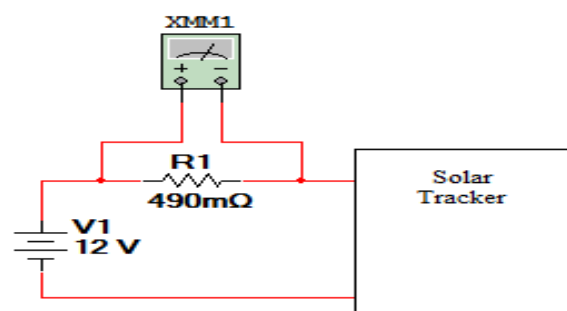 XMM1
+ −
R1
490mΩ
V1
12 V
Solar
Tracker